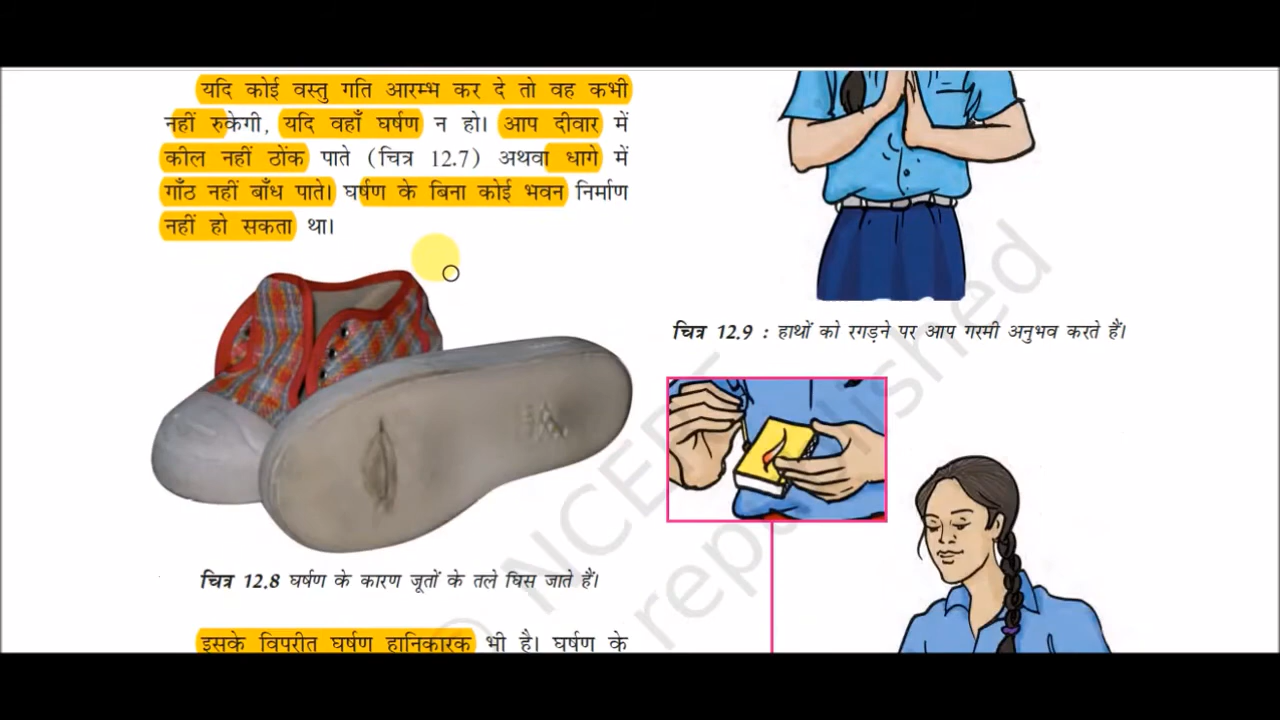 यदि कोई वस्तु गति आरम्भ कर दे तो वह कभी
नहीं रुकेगी, यदि वहाँ घर्षण न हो। आप दीवार में
कील नहीं ठोंक पाते (चित्र 12.7) अथवा धागे में
गाँठ नहीं बाँध पाते। घर्षण के बिना कोई भवन निर्माण
नहीं हो सकता था।
चित्र 12.8 घर्षण के कारण जूतों के तले घिस जाते हैं।
इसके विपरीत घर्षण हानिकारक भी है। घर्षण के
चित्र 12.9 : हाथों को रगड़ने पर आप गरमी अनुभव करते हैं।
© NCERT
republished